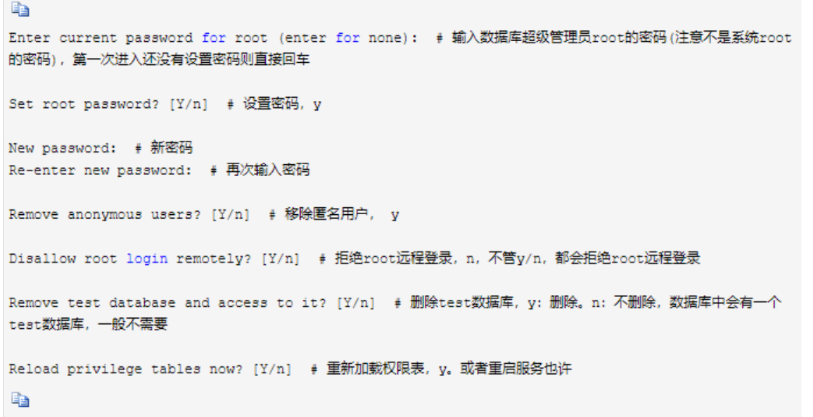 Enter current password for root (enter for none):  # 输入数据库超级管理员root的密码(注意不是系统root
的密码)，第一次进入还没有设置密码则直接回车
Set root password? [Y/n]  # 设置密码，y
New password:  # 新密码
Re-enter new password:  # 再次输入密码
Remove anonymous users? [Y/n]  # 移除匿名用户， y
Disallow root login remotely? [Y/n]  # 拒绝root远程登录，n，不管y/n，都会拒绝root远程登录
Remove test database and access to it? [Y/n]  # 删除test数据库，y：删除。n：不删除，数据库中会有一个
test数据库，一般不需要
Reload privilege tables now? [Y/n]  # 重新加载权限表，y。或者重启服务也许